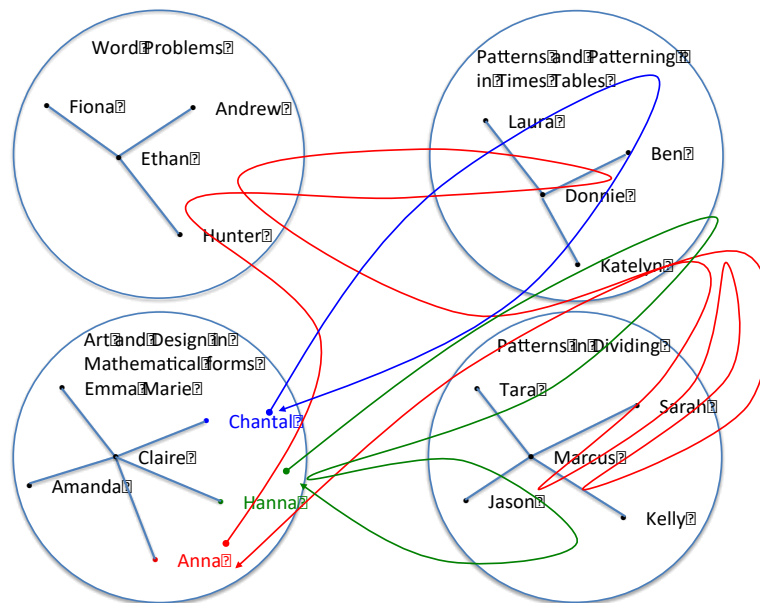 Word Problems
Fiona
Andrew
Ethan
Hunter
Patterns and Patterning
in Times Tables
Laura
Ben
Donnie
Katelyn
Art and Design in
Mathematical forms
Emma Marie
Chantal
Claire
Amanda
Hanna
Anna
Patterns in Dividing
Tara
Sarah
Marcus
Jason
Kelly